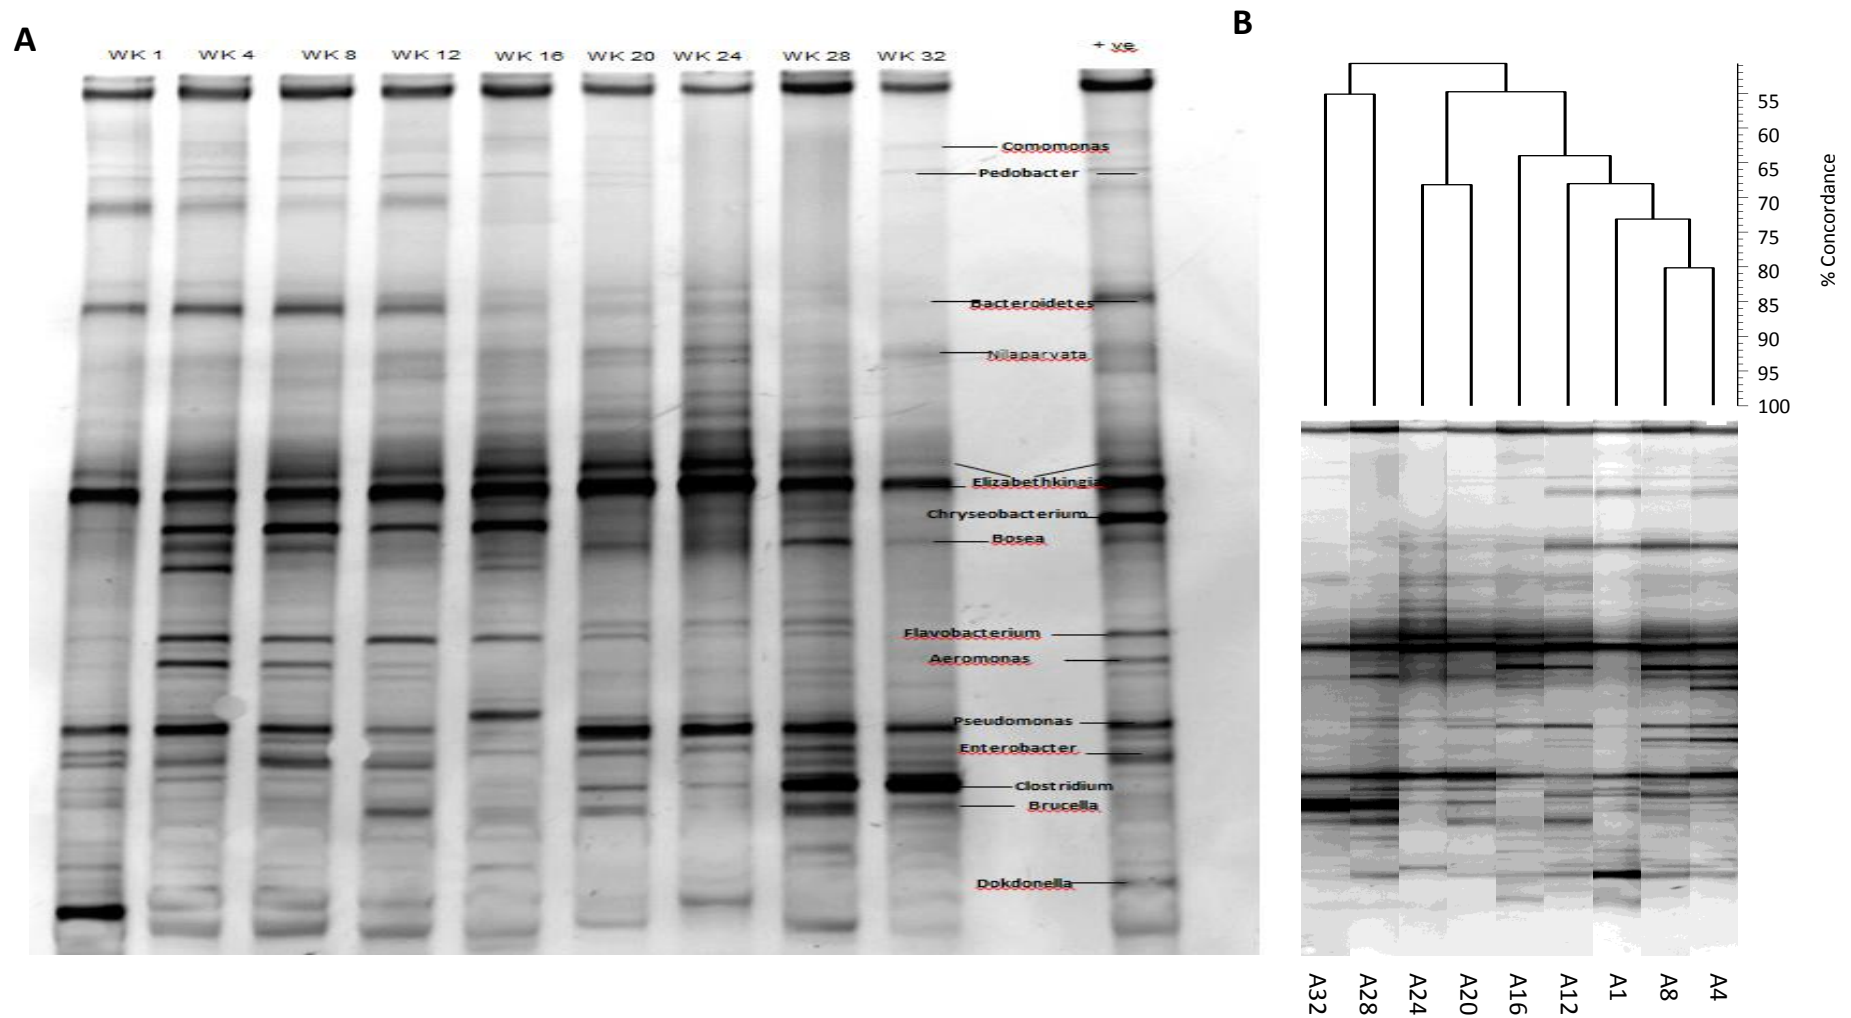 A
WK 1 WK 4 WK 8 WK 12 WK 16 WK 20 WK 24 WK 28 WK 32 + ve
Comomonas
Pedobacter
Bacteroidetes
Nilaparvata
Elizabethkingia
Chryseobacterium
Bosea
Flavobacterium
Aeromonas
Pseudomonas
Enterobacter
Clostridium
Brucella
Dokdonella
B
55
60
65
70
75
80
85
90
95
100
% Concordance
A32 A28 A24 A20 A16 A12 A1 A8 A4